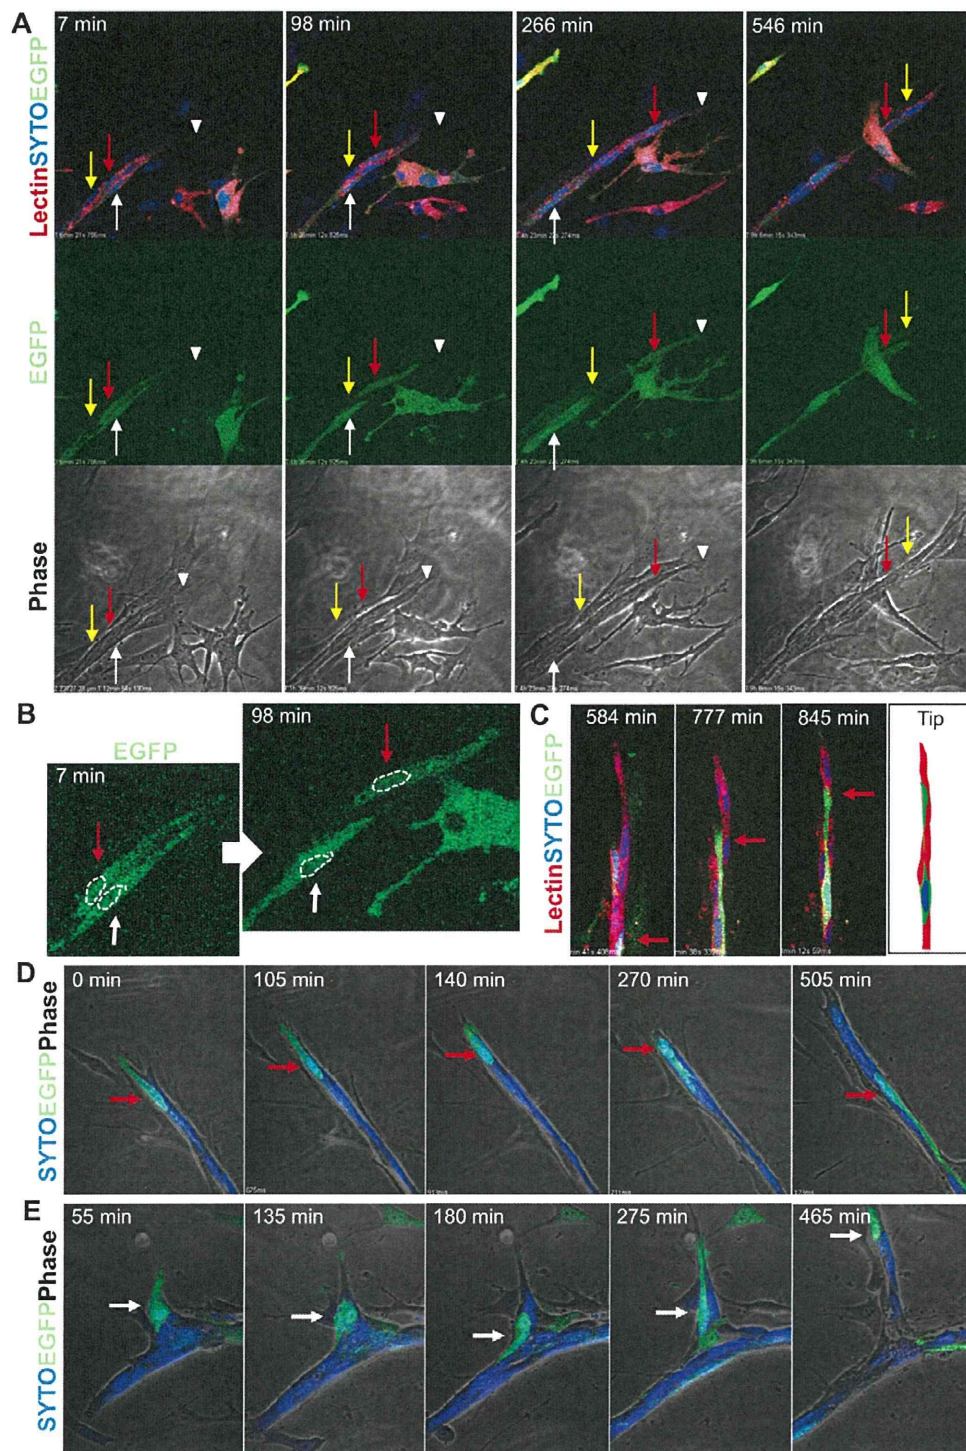 A
7 min
98 min
266 min
546 min
LectinSYTOEGFP
EGFP
Phase
B
EGFP
7 min
98 min
C
584 min
777 min
845 min
Tip
LectinSYTOEGFP
D
0 min
105 min
140 min
270 min
505 min
SYTOEGFPPhase
E
55 min
135 min
180 min
275 min
465 min
SYTOEGFPPhase